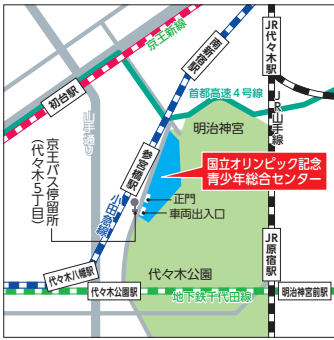 京王新線
初台駅
山手通り
南新宿駅
JR代々木駅
首都高速4号線
JR山手線
明治神宮
参宮橋駅
国立オリンピック記念
青少年総合センター
京王バス停留所
(代々木5丁目)
小田急線
正門
車両出入口
JR原宿駅
代々木八幡駅
代々木公園
代々木公園駅
地下鉄千代田線
明治神宮前駅